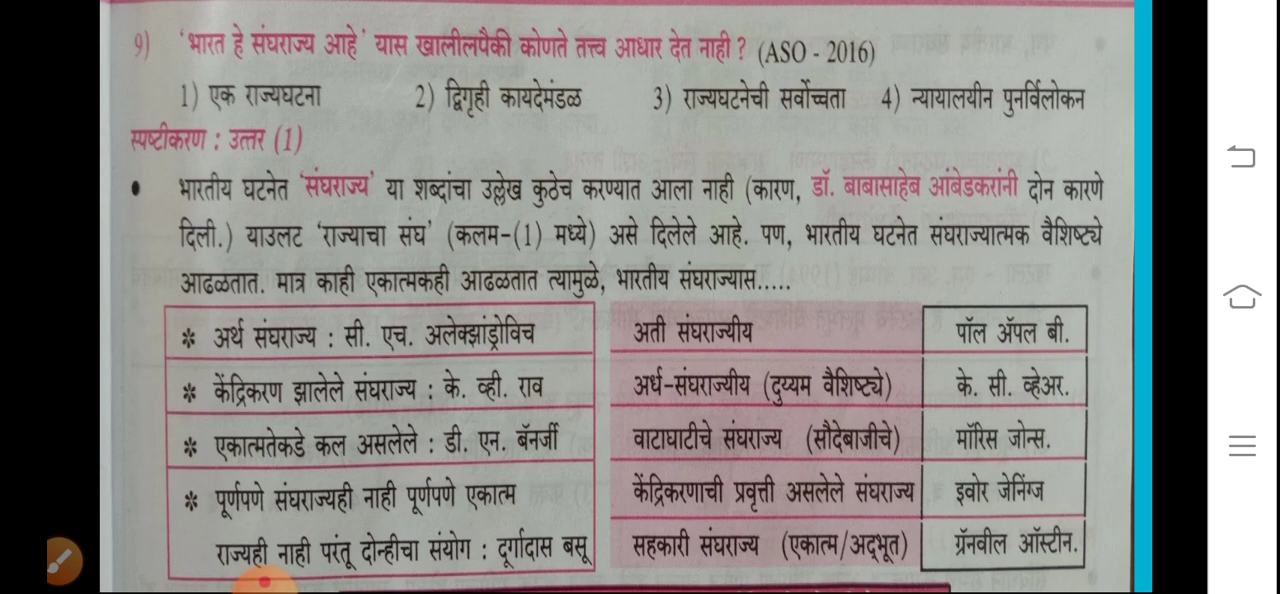 9) 'भारत हे संघराज्य आहे' यास खालीलपैकी कोणते तत्त्व आधार देत नाही ? (ASO - 2016)
1) एक राज्यघटना 2) द्विगृही कायदेमंडळ 3) राज्यघटनेची सर्वोच्चता 4) न्यायालयीन पुनर्विलोकन
स्पष्टीकरण : उत्तर (1)
• भारतीय घटनेत 'संघराज्य' या शब्दांचा उल्लेख कुठेच करण्यात आला नाही (कारण, डॉ. बाबासाहेब आंबेडकरांनी दोन कारणे
दिली.) याउलट 'राज्याचा संघ' (कलम-(1) मध्ये) असे दिलेले आहे. पण, भारतीय घटनेत संघराज्यात्मक वैशिष्ट्ये
आढळतात. मात्र काही एकात्मकही आढळतात त्यामुळे, भारतीय संघराज्यास.....
* अर्थ संघराज्य : सी. एच. अलेक्झांड्रोविच
* केंद्रिकरण झालेले संघराज्य : के. व्ही. राव
* एकात्मतेकडे कल असलेले : डी. एन. बॅनर्जी
* पूर्णपणे संघराज्यही नाही पूर्णपणे एकात्म
राज्यही नाही परंतू दोन्हीचा संयोग : दूर्गादास बसू
अती संघराज्यीय पॉल ॲपल बी.
अर्ध-संघराज्यीय (दुय्यम वैशिष्ट्ये) के. सी. व्हेअर.
वाटाघाटीचे संघराज्य (सौदेबाजीचे) मॉरिस जोन्स.
केंद्रिकरणाची प्रवृत्ती असलेले संघराज्य इवोर जेनिंग्ज
सहकारी संघराज्य (एकात्म/अद्भूत) ग्रॅनवील ऑस्टीन.